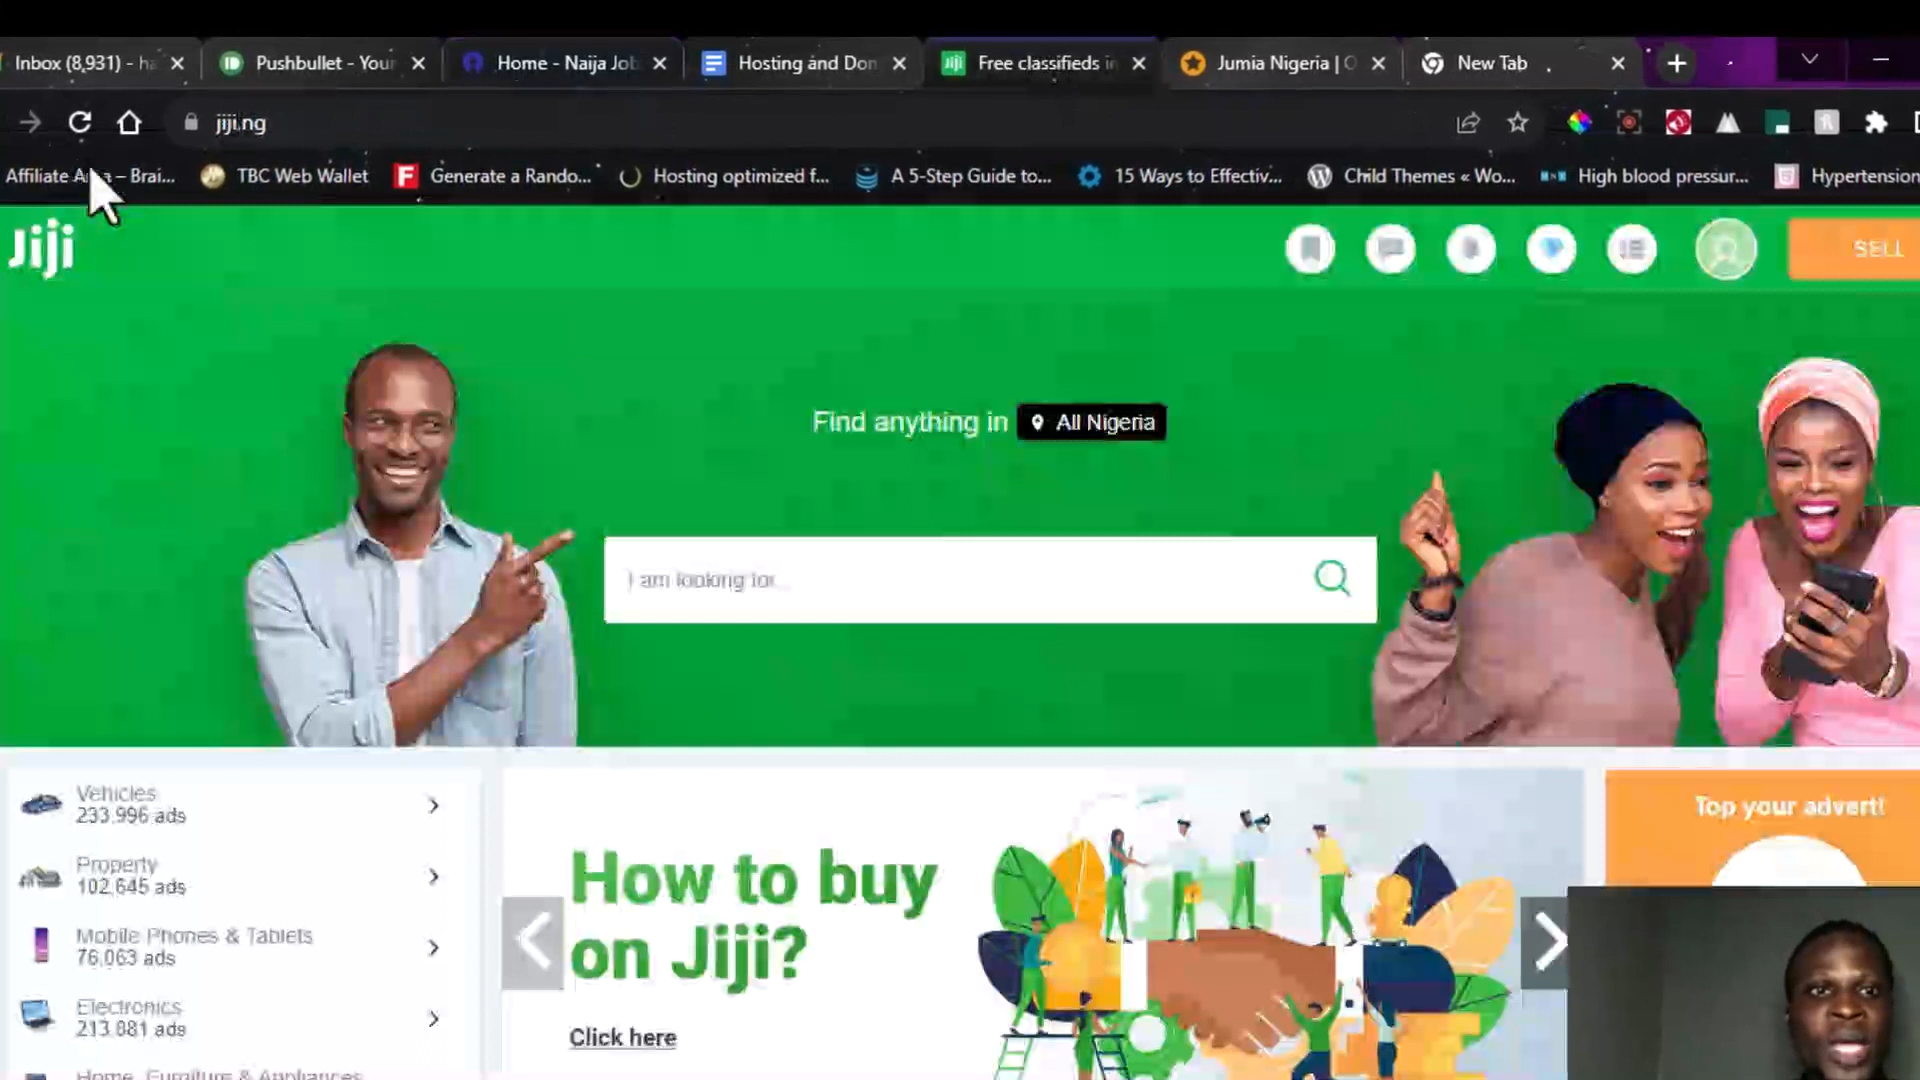 Inbox (8,931) - ha
Pushbullet - Your
Home - Naija Job
Hosting and Dom
Free classifieds in
Jumia Nigeria | O
New Tab
jiji.ng
Affiliate Area – Brai...
TBC Web Wallet
Generate a Rando...
Hosting optimized f...
A 5-Step Guide to...
15 Ways to Effectiv...
Child Themes « Wo...
High blood pressur...
Hypertension
Jiji
SELL
Find anything in
All Nigeria
I am looking for...
Vehicles
233,996 ads
Property
102,645 ads
Mobile Phones & Tablets
76,063 ads
Electronics
213,881 ads
Home, Furniture & Appliances
How to buy
on Jiji?
Click here
Top your advert!